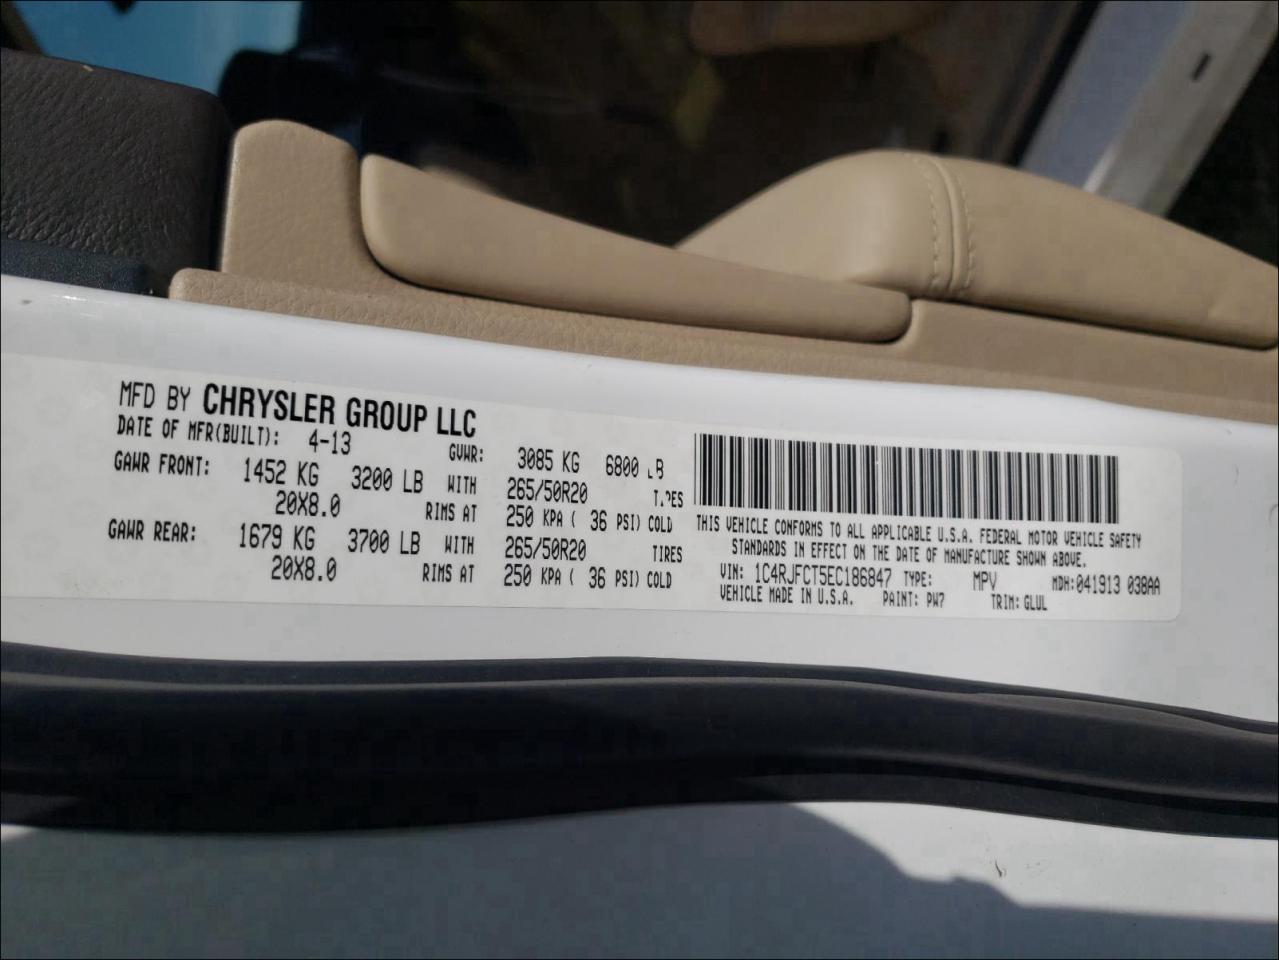 MFD BY CHRYSLER GROUP LLC
DATE OF MFR(BUILT): 4-13 GVWR: 3085 KG 6800 LB
GAWR FRONT: 1452 KG 3200 LB WITH 265/50R20 TIRES
20X8.0 RIMS AT 250 KPA ( 36 PSI) COLD
GAWR REAR: 1679 KG 3700 LB WITH 265/50R20 TIRES
20X8.0 RIMS AT 250 KPA ( 36 PSI) COLD
THIS VEHICLE CONFORMS TO ALL APPLICABLE U.S.A. FEDERAL MOTOR VEHICLE SAFETY
STANDARDS IN EFFECT ON THE DATE OF MANUFACTURE SHOWN ABOVE.
VIN: 1C4RJFCT5EC186847 TYPE: MPV MDH:041913 038AA
VEHICLE MADE IN U.S.A. PAINT: PW7 TRIM: GLUL